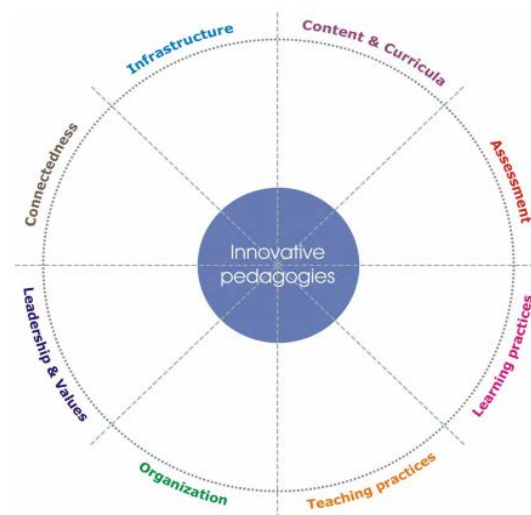 Infrastructure
Content & Curricula
Connectedness
Assessment
Innovative
pedagogies
Leadership & Values
Learning practices
Organization
Teaching practices